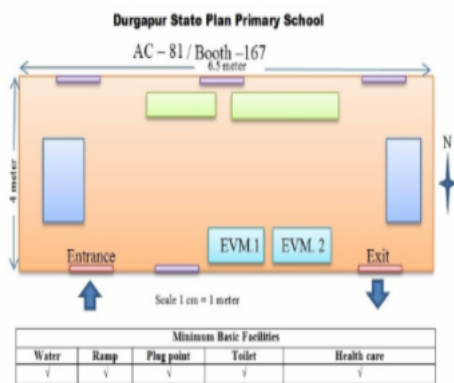 Durgapur State Plan Primary School
AC – 81 / Booth –167
6.5 meter
4 meter
N
EVM.1 EVM. 2
Entrance Exit
Scale 1 cm = 1 meter
Minimum Basic Facilities
Water Ramp Plug point Toilet Health care
√ √ √ √ √